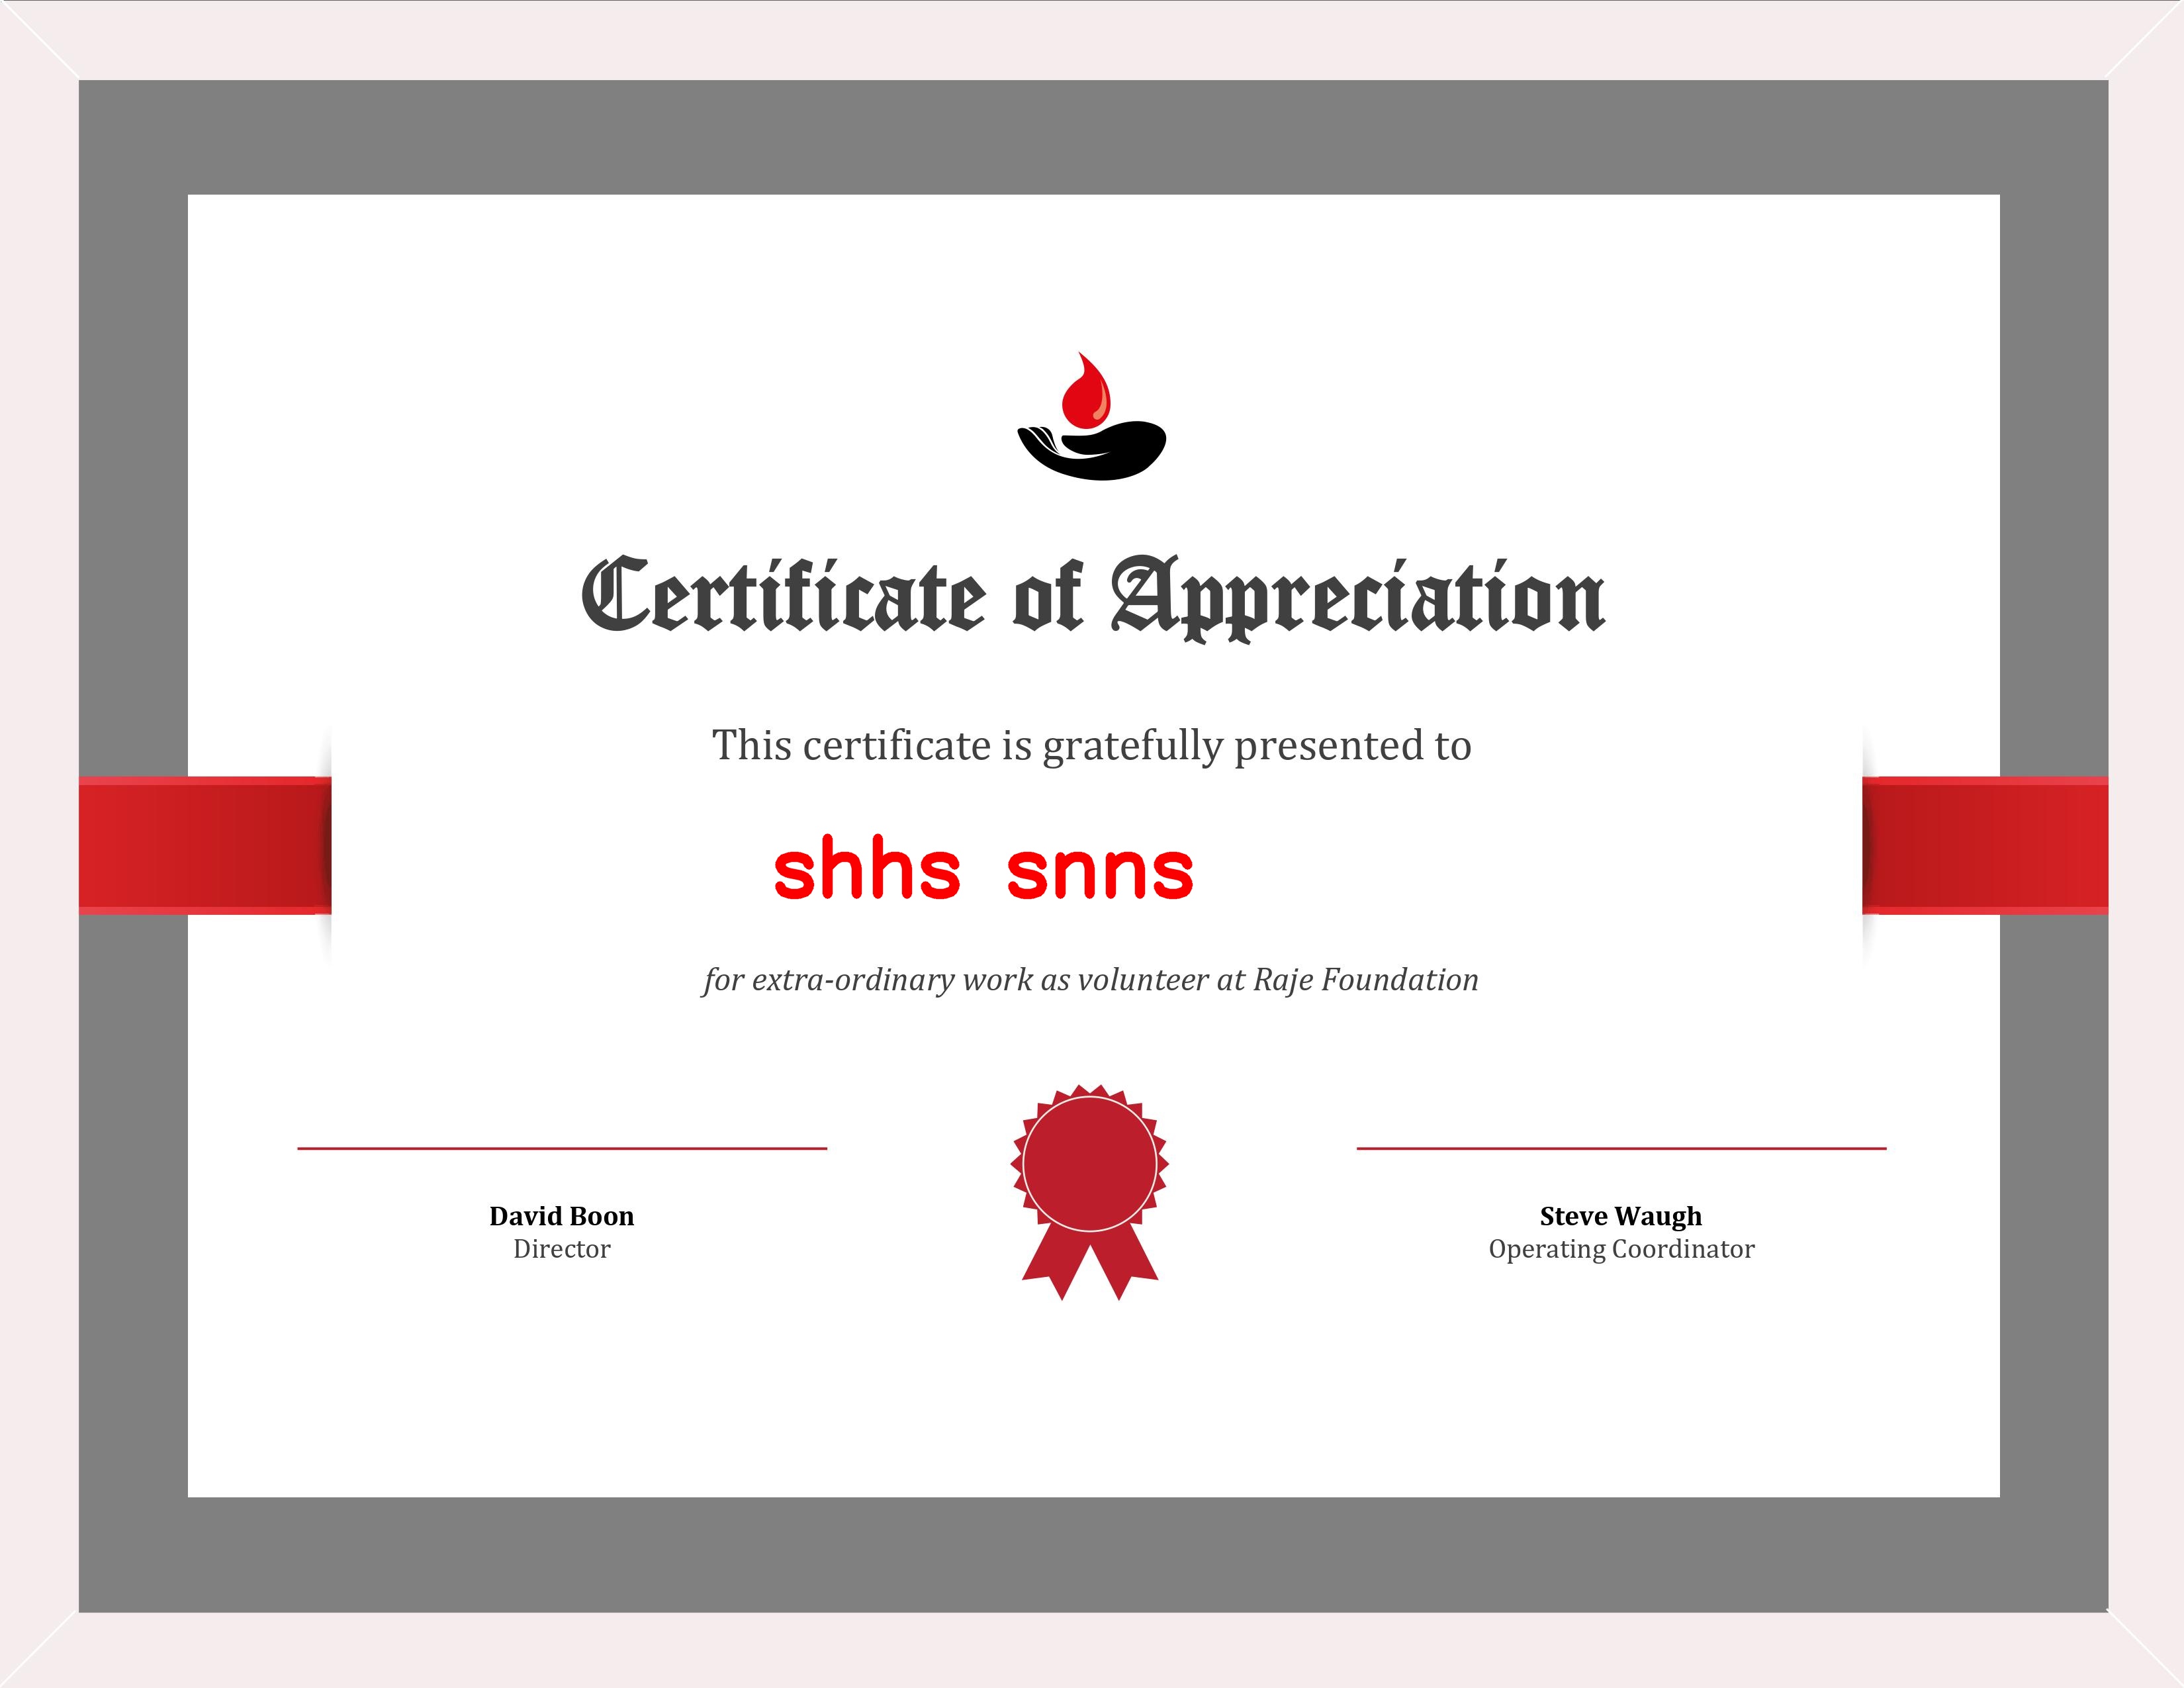 Certificate of Appreciation
This certificate is gratefully presented to
shhs snns
for extra-ordinary work as volunteer at Raje Foundation
David Boon
Director
Steve Waugh
Operating Coordinator